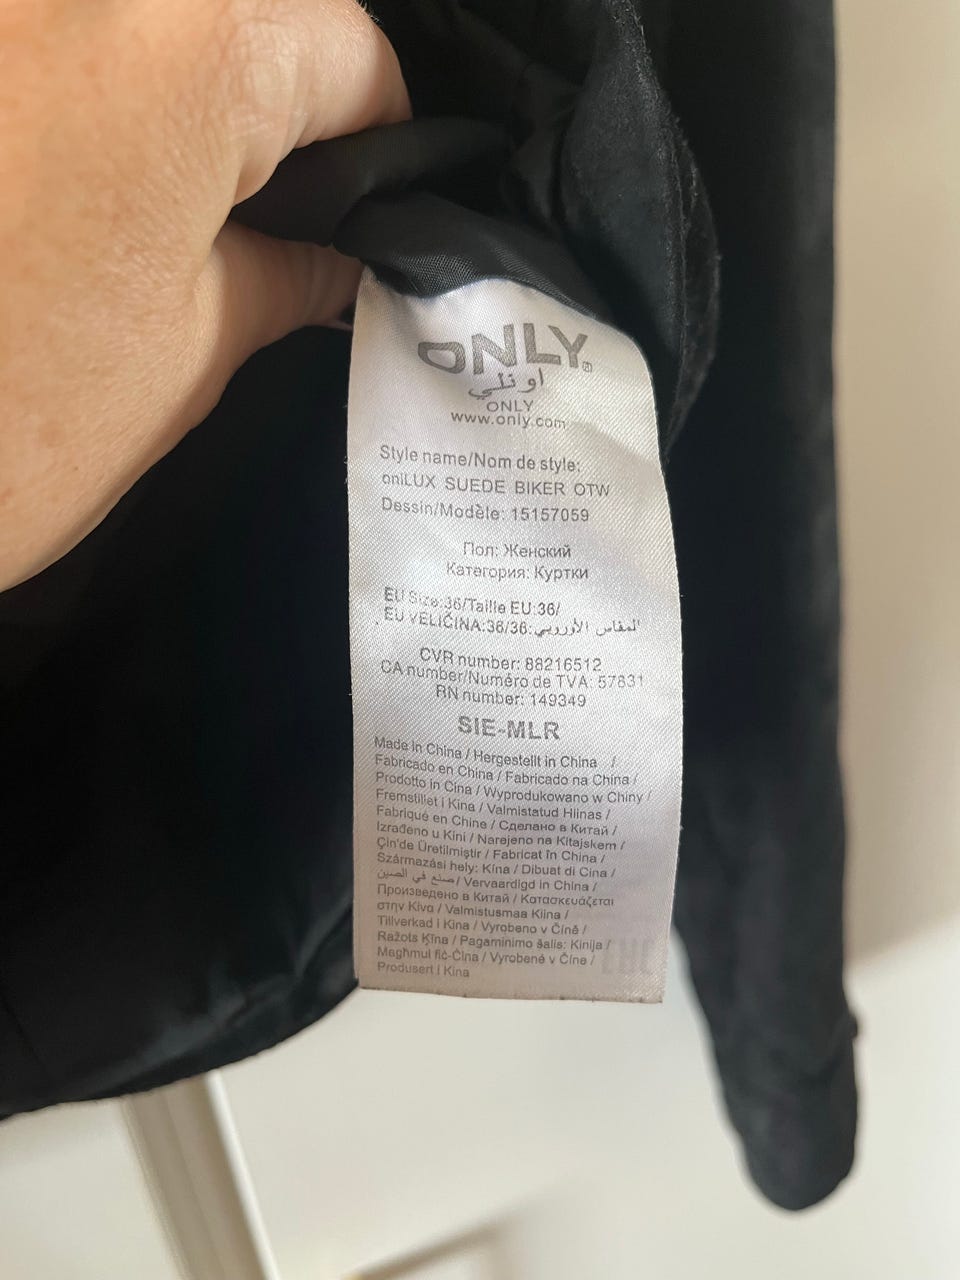 ONLY®
اونلي
ONLY
www.only.com
Style name/Nom de style:
onlLUX SUEDE BIKER OTW
Dessin/Modèle: 15157059
Пол: Женский
Категория: Куртки
EU Size:36/Taille EU:36/
EU VELIČINA:36/36:المقاس الأوروبي
CVR number: 88216512
CA number/Numéro de TVA: 57831
RN number: 149349
SIE-MLR
Made in China / Hergestellt in China /
Fabricado en China / Fabricado na China /
Prodotto in Cina / Wyprodukowano w Chiny /
Fremstillet i Kina / Valmistatud Hiinas /
Fabriqué en Chine / Сделано в Китай /
Izrađeno u Kini / Narejeno na Kitajskem /
Çin'de Üretilmiştir / Fabricat în China /
Származási hely: Kína / Dibuat di Cina /
صنع في الصين / Vervaardigd in China /
Произведено в Китай / Κατασκευάζεται
στην Κίνα / Valmistusmaa Kiina /
Tillverkad i Kina / Vyrobeno v Číně /
Ražots Ķīna / Pagaminimo šalis: Kinija /
Magħmul fiċ-Ċina / Vyrobené v Číne /
Produsert i Kina
EAC